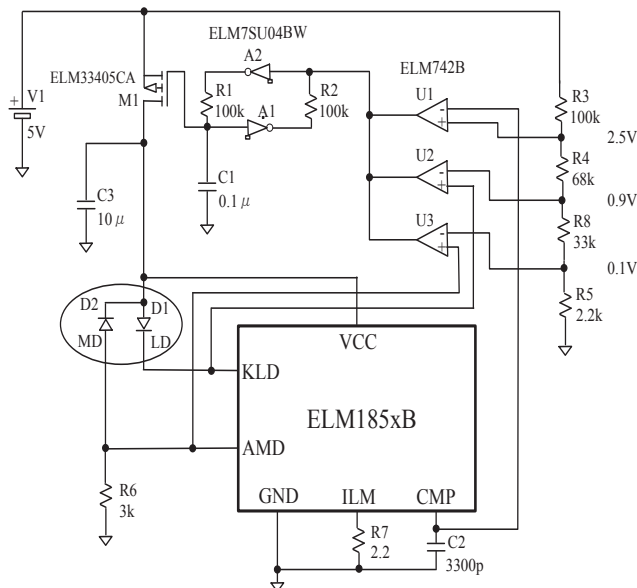 ELM7SU04BW
A2
ELM33405CA
M1
V1
+
5V
R1
100k
A1
R2
100k
ELM742B
U1
-
+
U2
-
+
U3
-
+
R3
100k
2.5V
R4
68k
0.9V
R8
33k
0.1V
R5
2.2k
C1
0.1μ
C3
10μ
D2
D1
MD
LD
VCC
KLD
ELM185xB
AMD
GND
ILM
CMP
R6
3k
R7
2.2
C2
3300p